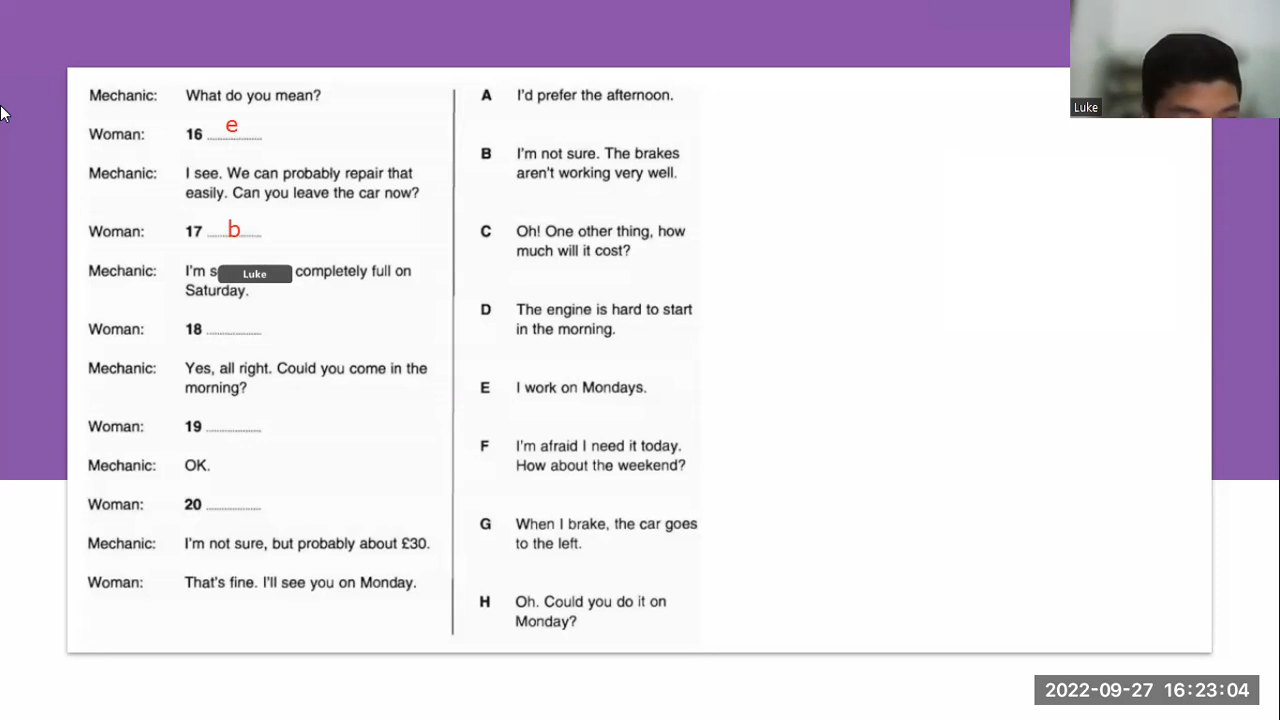 Mechanic: What do you mean?
Woman: 16 e
Mechanic: I see. We can probably repair that
easily. Can you leave the car now?
Woman: 17 b
Mechanic: I'm s Luke completely full on
Saturday.
Woman: 18
Mechanic: Yes, all right. Could you come in the
morning?
Woman: 19
Mechanic: OK.
Woman: 20
Mechanic: I'm not sure, but probably about £30.
Woman: That's fine. I'll see you on Monday.
A I'd prefer the afternoon.
B I'm not sure. The brakes
aren't working very well.
C Oh! One other thing, how
much will it cost?
D The engine is hard to start
in the morning.
E I work on Mondays.
F I'm afraid I need it today.
How about the weekend?
G When I brake, the car goes
to the left.
H Oh. Could you do it on
Monday?
Luke
2022-09-27 16:23:04